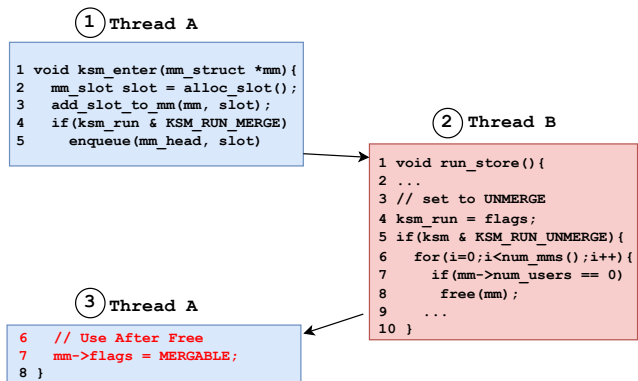 1 Thread A
1 void ksm_enter(mm_struct *mm){
2 mm_slot slot = alloc_slot();
3 add_slot_to_mm(mm, slot);
4 if(ksm_run & KSM_RUN_MERGE)
5 enqueue(mm_head, slot)
2 Thread B
1 void run_store(){
2 ...
3 // set to UNMERGE
4 ksm_run = flags;
5 if(ksm & KSM_RUN_UNMERGE){
6 for(i=0;i<num_mms();i++){
7 if(mm->num_users == 0)
8 free(mm);
9 ...
10 }
3 Thread A
6 // Use After Free
7 mm->flags = MERGABLE;
8 }